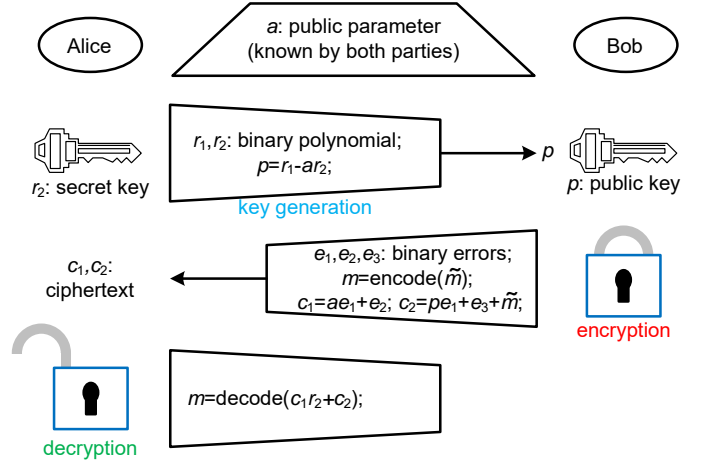 Alice
a: public parameter
(known by both parties)
Bob
r₁,r₂: binary polynomial;
p=r₁-ar₂;
p
r₂: secret key
p: public key
key generation
c₁,c₂:
ciphertext
e₁,e₂,e₃: binary errors;
m=encode(m̃);
c₁=ae₁+e₂; c₂=pe₁+e₃+m̃;
encryption
m=decode(c₁r₂+c₂);
decryption